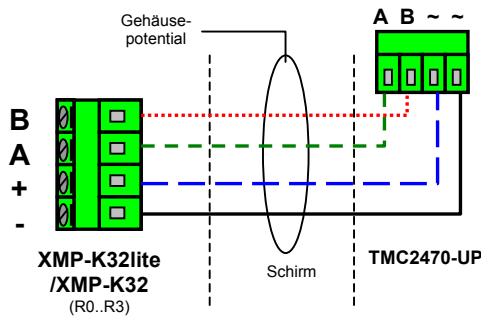 Gehäuse-
potential
A B ~ ~
B
A
+
-
XMP-K32lite
/XMP-K32
(R0..R3)
Schirm
TMC2470-UP